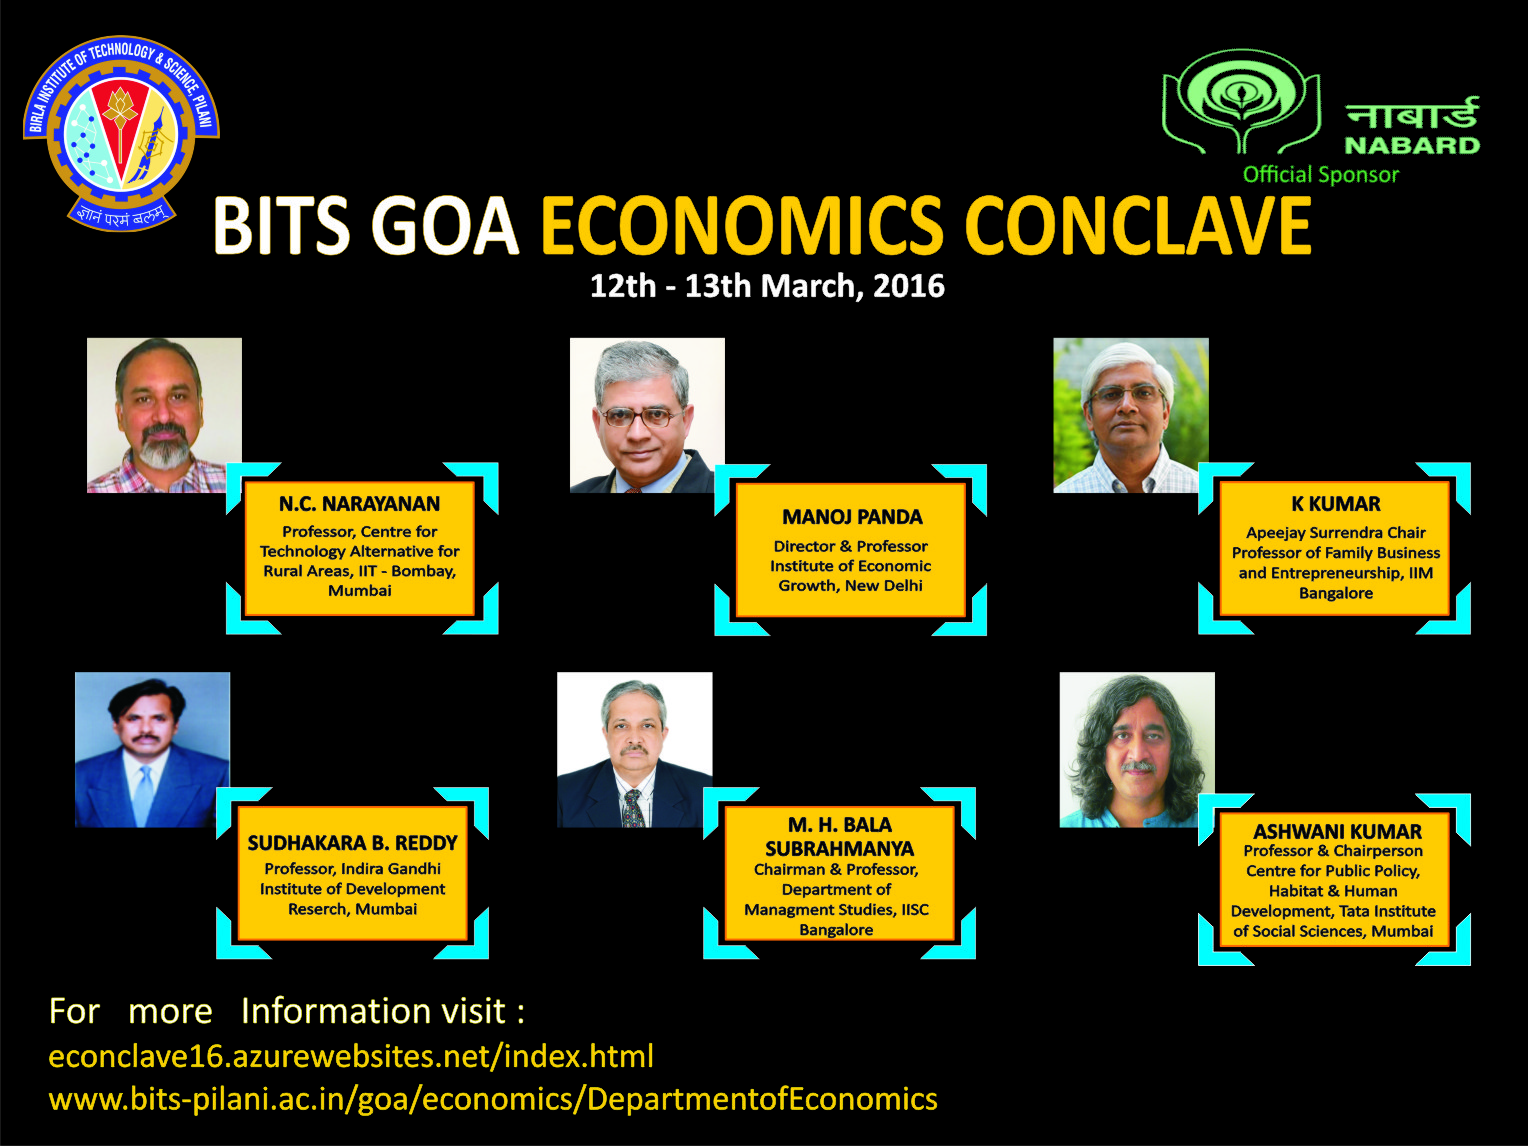 BIRLA INSTITUTE OF TECHNOLOGY & SCIENCE, PILANI
ज्ञानं परमं बलम्
नाबार्ड
NABARD
Official Sponsor
BITS GOA ECONOMICS CONCLAVE
12th - 13th March, 2016
N.C. NARAYANAN
Professor, Centre for
Technology Alternative for
Rural Areas, IIT - Bombay,
Mumbai
MANOJ PANDA
Director & Professor
Institute of Economic
Growth, New Delhi
K KUMAR
Apeejay Surrendra Chair
Professor of Family Business
and Entrepreneurship, IIM
Bangalore
SUDHAKARA B. REDDY
Professor, Indira Gandhi
Institute of Development
Reserch, Mumbai
M. H. BALA
SUBRAHMANYA
Chairman & Professor,
Department of
Managment Studies, IISC
Bangalore
ASHWANI KUMAR
Professor & Chairperson
Centre for Public Policy,
Habitat & Human
Development, Tata Institute
of Social Sciences, Mumbai
For more Information visit :
econclave16.azurewebsites.net/index.html
www.bits-pilani.ac.in/goa/economics/DepartmentofEconomics